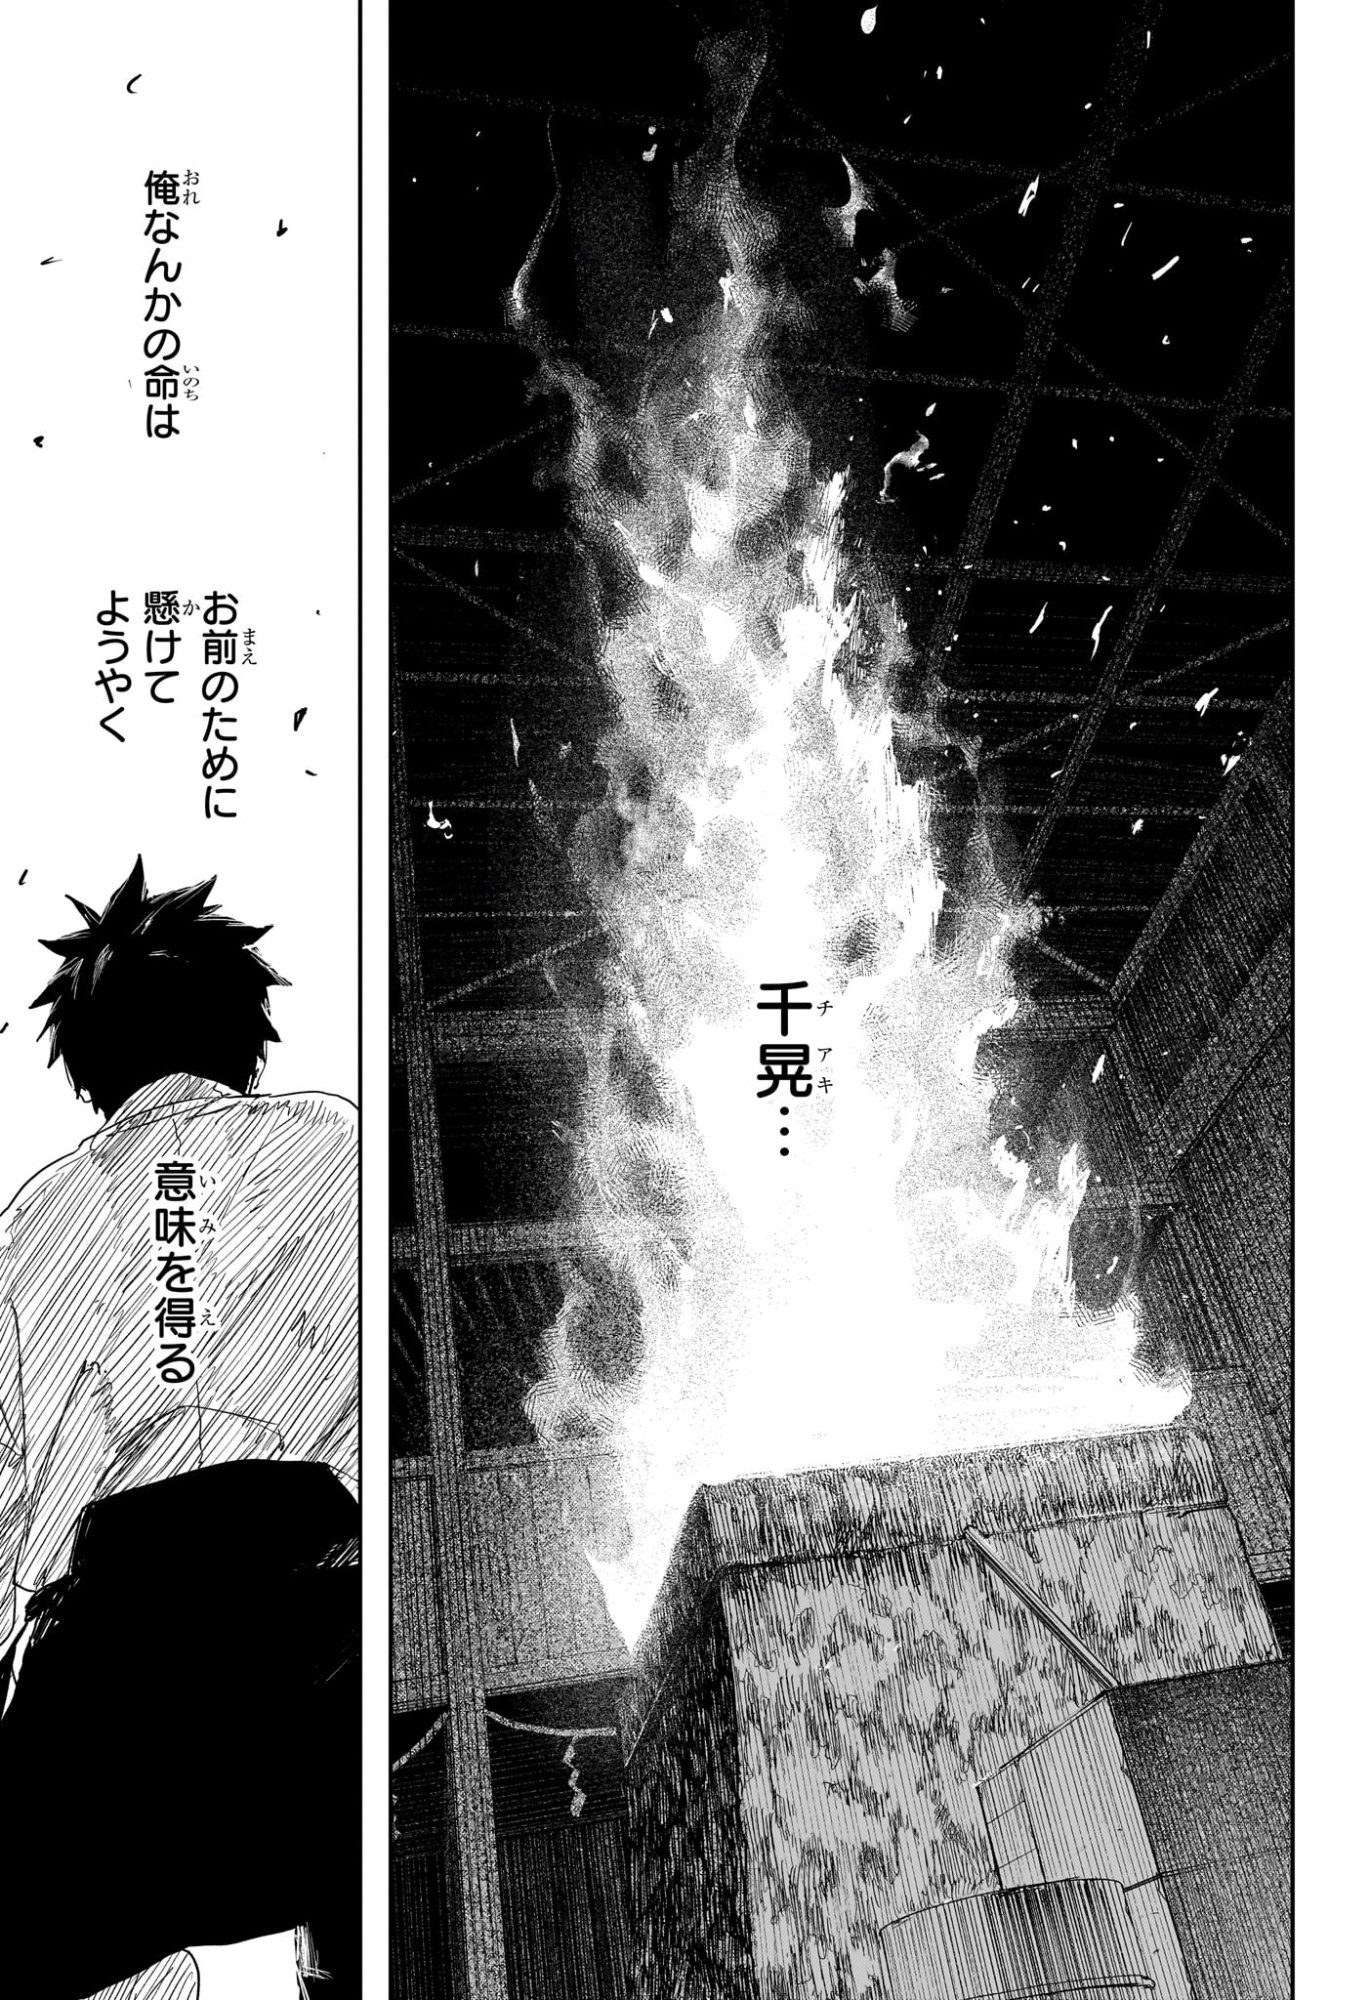 千晃…
俺なんかの命は
お前のために
懸けて
ようやく
意味を得る